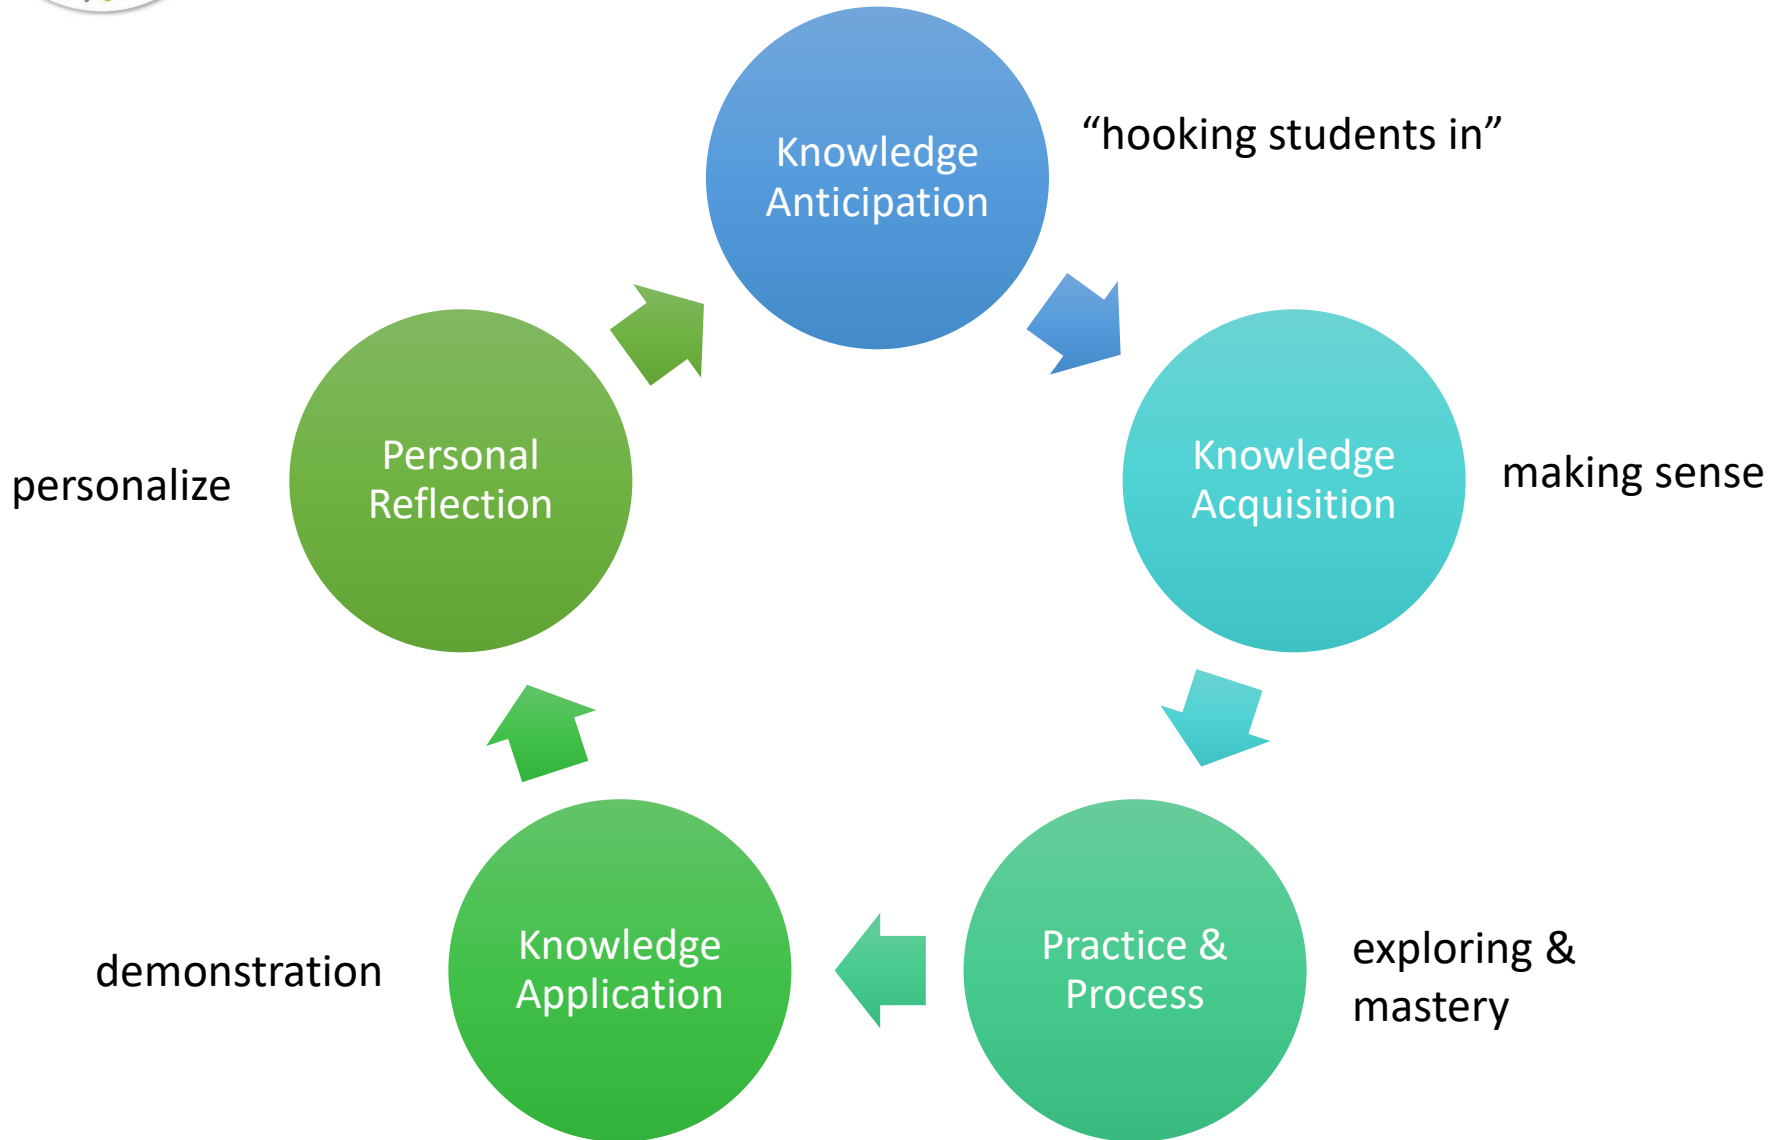 Knowledge
Anticipation
“hooking students in”
Knowledge
Acquisition
making sense
Practice &
Process
exploring &
mastery
Knowledge
Application
demonstration
Personal
Reflection
personalize